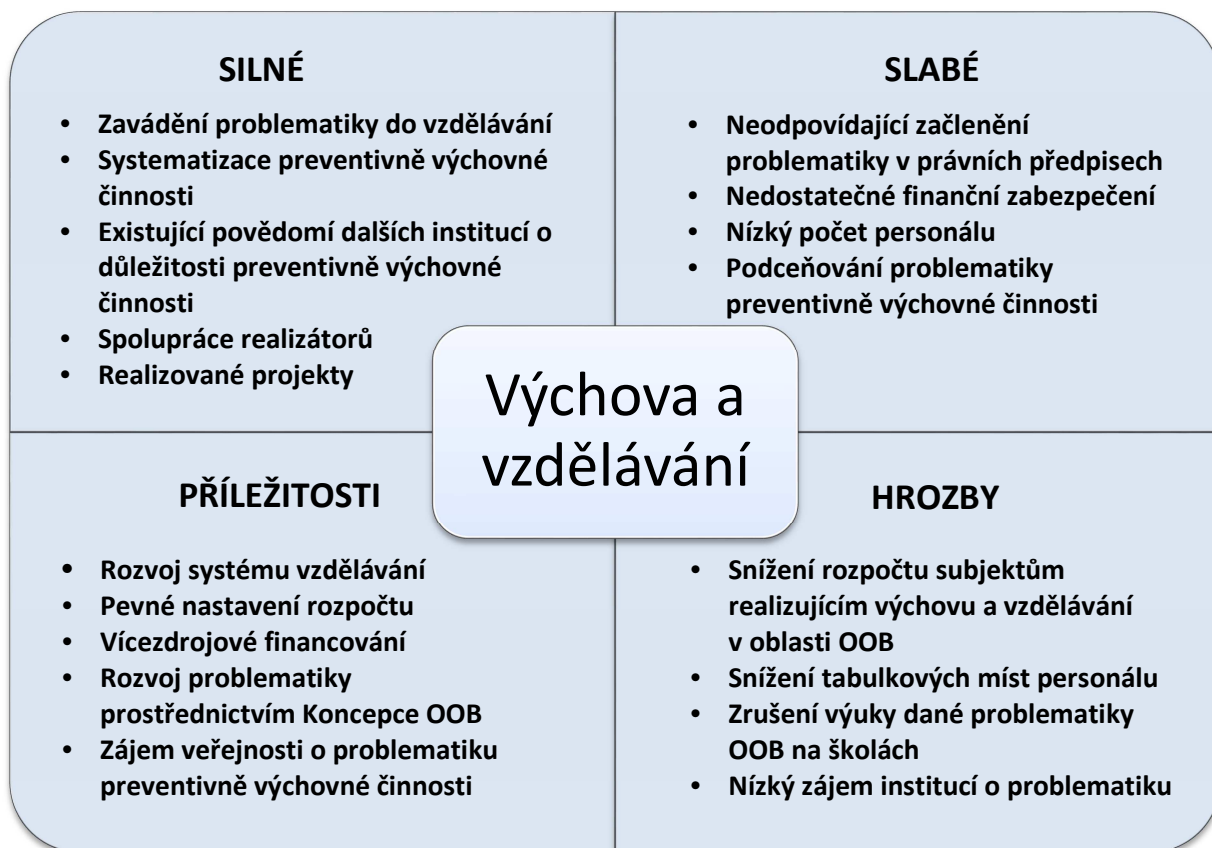 SILNÉ
• Zavádění problematiky do vzdělávání
• Systematizace preventivně výchovné
činnosti
• Existující povědomí dalších institucí o
důležitosti preventivně výchovné
činnosti
• Spolupráce realizátorů
• Realizované projekty
SLABÉ
• Neodpovídající začlenění
problematiky v právních předpisech
• Nedostatečné finanční zabezpečení
• Nízký počet personálu
• Podceňování problematiky
preventivně výchovné činnosti
Výchova a
vzdělávání
PŘÍLEŽITOSTI
• Rozvoj systému vzdělávání
• Pevné nastavení rozpočtu
• Vícezdrojové financování
• Rozvoj problematiky
prostřednictvím Koncepce OOB
• Zájem veřejnosti o problematiku
preventivně výchovné činnosti
HROZBY
• Snížení rozpočtu subjektům
realizujícím výchovu a vzdělávání
v oblasti OOB
• Snížení tabulkových míst personálu
• Zrušení výuky dané problematiky
OOB na školách
• Nízký zájem institucí o problematiku